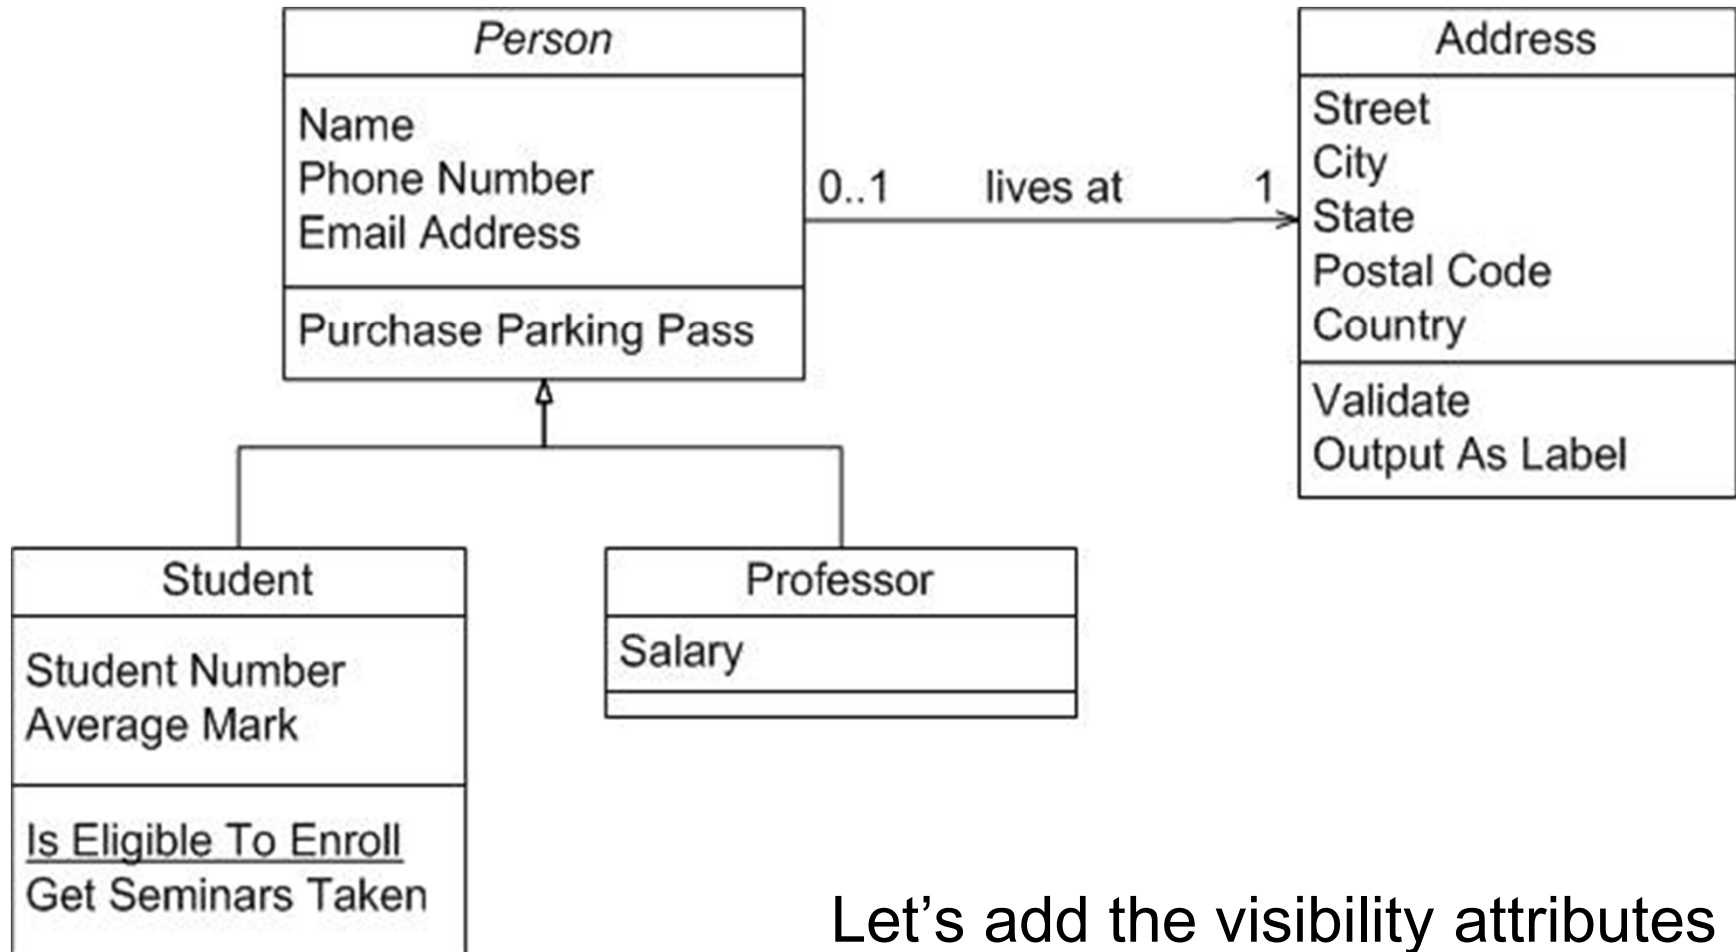 Person
Name
Phone Number
Email Address
Purchase Parking Pass
0..1 lives at 1
Address
Street
City
State
Postal Code
Country
Validate
Output As Label
Student
Student Number
Average Mark
Is Eligible To Enroll
Get Seminars Taken
Professor
Salary
Let’s add the visibility attributes